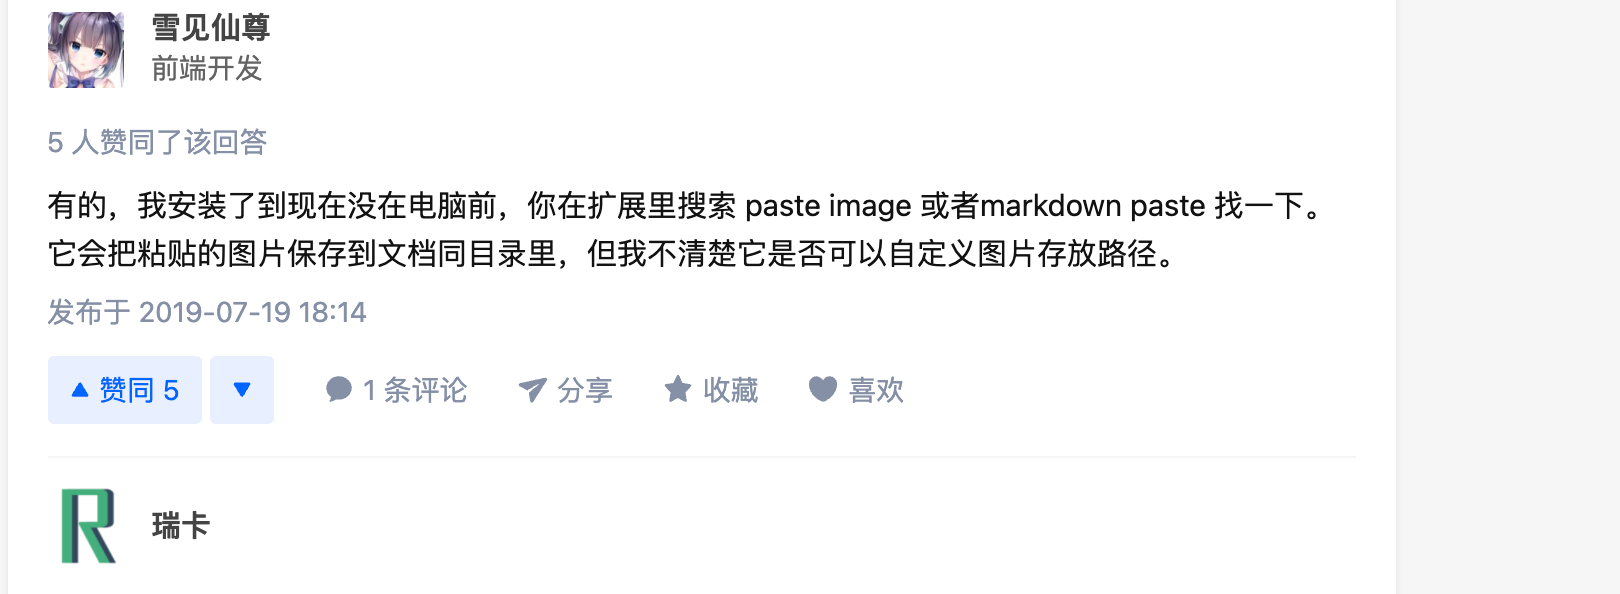 雪见仙尊
前端开发
5 人赞同了该回答
有的，我安装了到现在没在电脑前，你在扩展里搜索 paste image 或者markdown paste 找一下。
它会把粘贴的图片保存到文档同目录里，但我不清楚它是否可以自定义图片存放路径。
发布于 2019-07-19 18:14
赞同 5 1 条评论 分享 收藏 喜欢
瑞卡